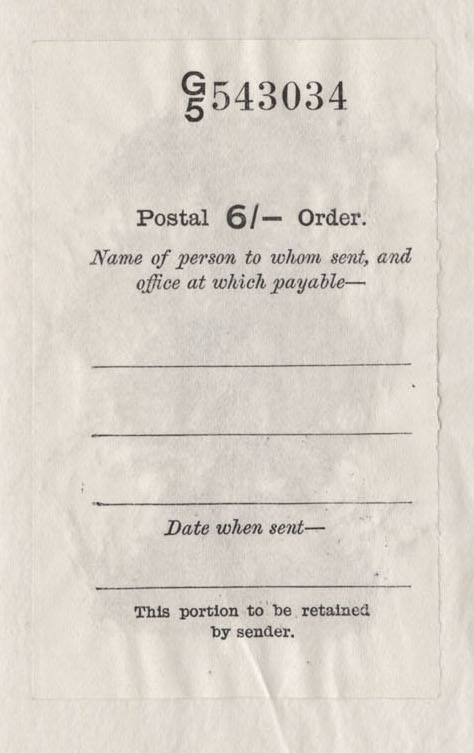 G/5 543034
Postal 6/- Order.
Name of person to whom sent, and
office at which payable—
Date when sent—
This portion to be retained
by sender.